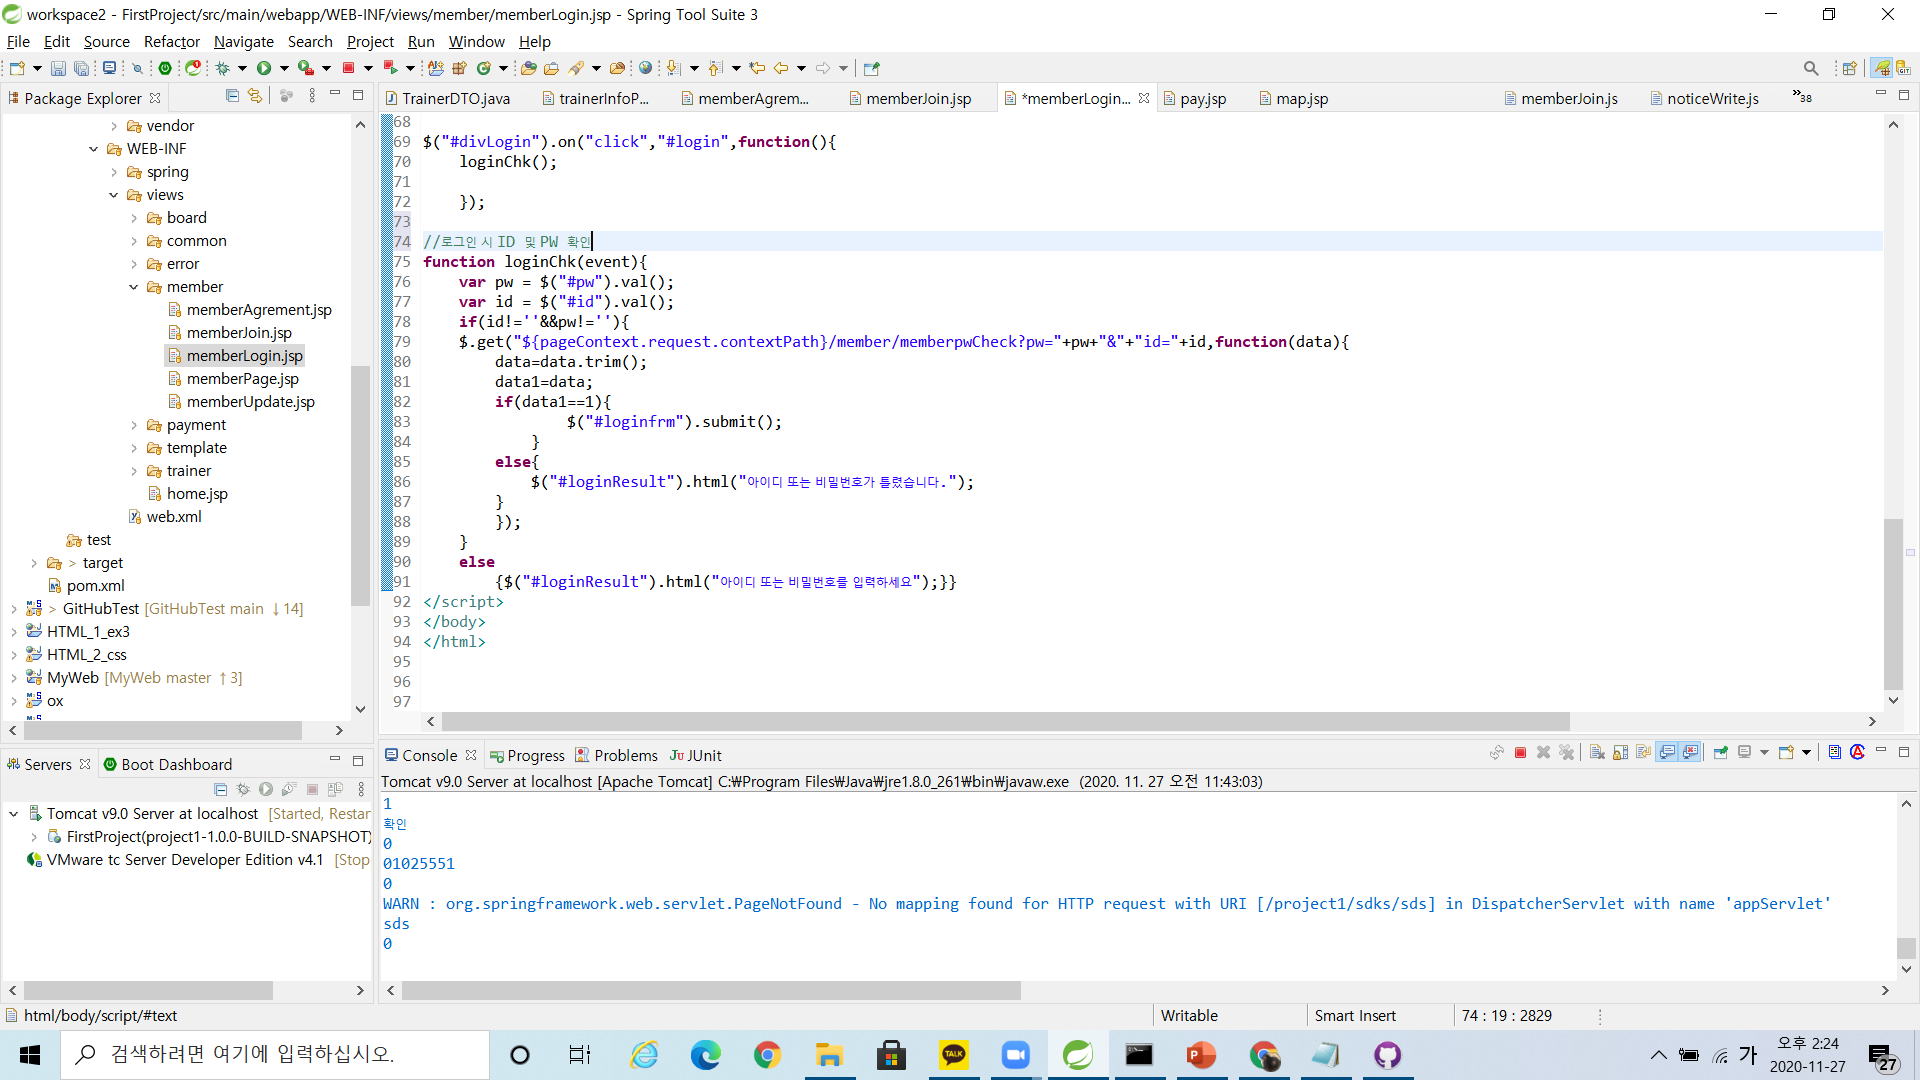 workspace2 - FirstProject/src/main/webapp/WEB-INF/views/member/memberLogin.jsp - Spring Tool Suite 3
File Edit Source Refactor Navigate Search Project Run Window Help
Package Explorer
TrainerDTO.java trainerInfoP... memberAgrem... memberJoin.jsp *memberLogin... pay.jsp map.jsp memberJoin.js noticeWrite.js »38
vendor
WEB-INF
spring
views
board
common
error
member
memberAgrement.jsp
memberJoin.jsp
memberLogin.jsp
memberPage.jsp
memberUpdate.jsp
payment
template
trainer
home.jsp
web.xml
test
> target
pom.xml
> GitHubTest [GitHubTest main ↓14]
HTML_1_ex3
HTML_2_css
MyWeb [MyWeb master ↑3]
ox
68
69 $("#divLogin").on("click","#login",function(){
70 loginChk();
71
72 });
73
74 //로그인 시 ID 및 PW 확인
75 function loginChk(event){
76 var pw = $("#pw").val();
77 var id = $("#id").val();
78 if(id!=''&&pw!=''){
79 $.get("${pageContext.request.contextPath}/member/memberpwCheck?pw="+pw+"&"+"id="+id,function(data){
80 data=data.trim();
81 data1=data;
82 if(data1==1){
83 $("#loginfrm").submit();
84 }
85 else{
86 $("#loginResult").html("아이디 또는 비밀번호가 틀렸습니다.");
87 }
88 });
89 }
90 else
91 {$("#loginResult").html("아이디 또는 비밀번호를 입력하세요");}}
92 </script>
93 </body>
94 </html>
95
96
97
Servers Boot Dashboard
Tomcat v9.0 Server at localhost [Started, Restar
FirstProject(project1-1.0.0-BUILD-SNAPSHOT)
VMware tc Server Developer Edition v4.1 [Stop
Console Progress Problems JUnit
Tomcat v9.0 Server at localhost [Apache Tomcat] C:₩Program Files₩Java₩jre1.8.0_261₩bin₩javaw.exe (2020. 11. 27 오전 11:43:03)
1
확인
0
01025551
0
WARN : org.springframework.web.servlet.PageNotFound - No mapping found for HTTP request with URI [/project1/sdks/sds] in DispatcherServlet with name 'appServlet'
sds
0
html/body/script/#text Writable Smart Insert 74 : 19 : 2829
검색하려면 여기에 입력하십시오.
TALK
가
오후 2:24
2020-11-27
27